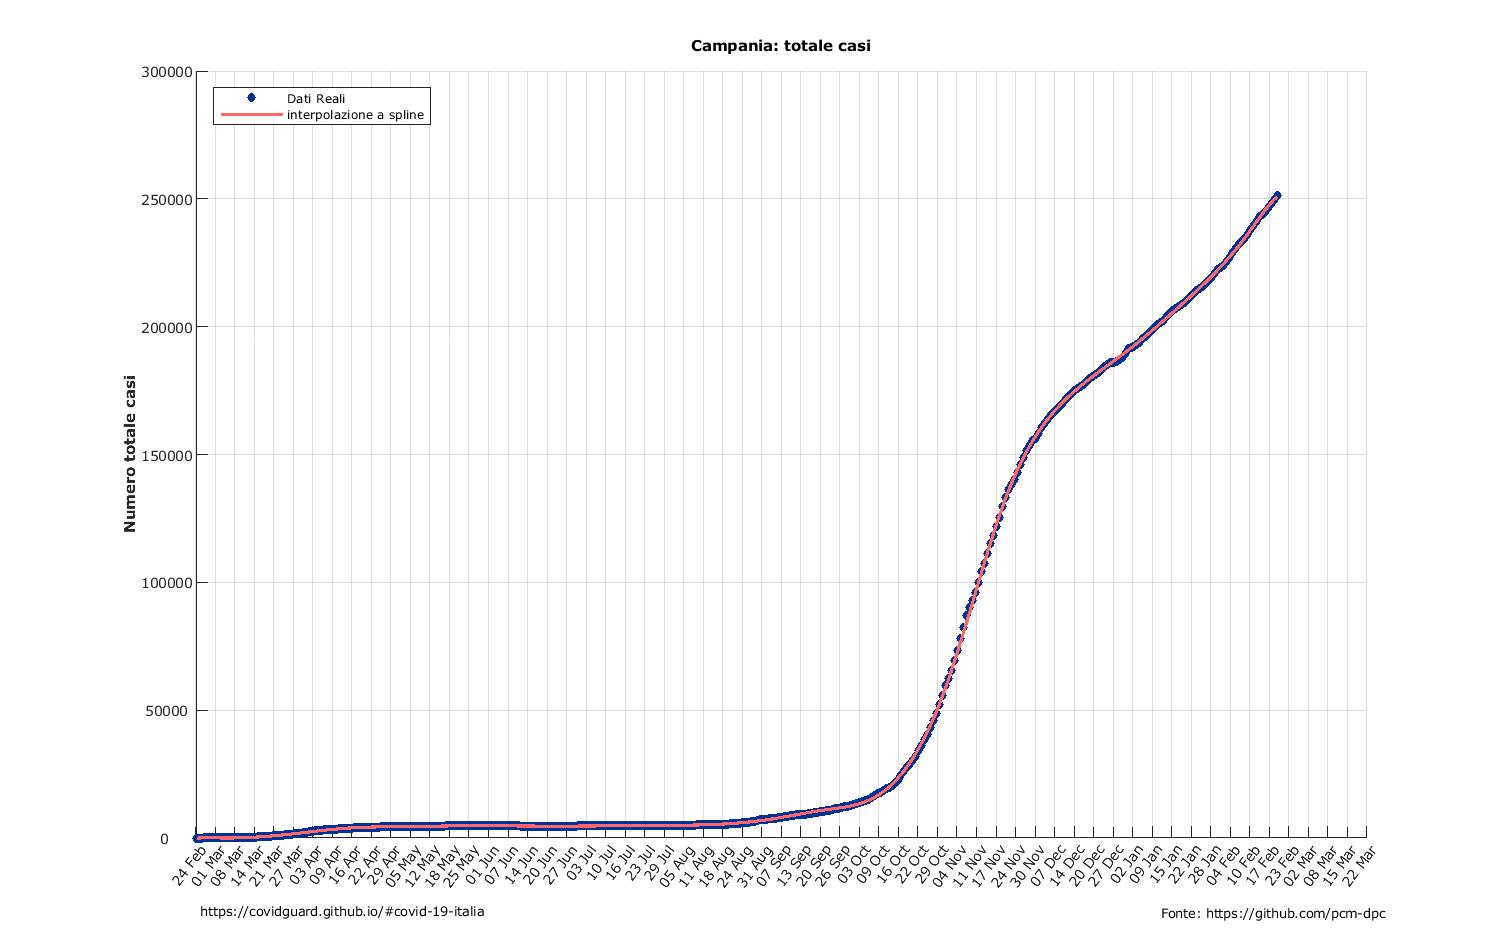 Campania: totale casi
300000
250000
200000
150000
100000
50000
0
Numero totale casi
Dati Reali
interpolazione a spline
24 Feb
01 Mar
08 Mar
14 Mar
21 Mar
27 Mar
03 Apr
09 Apr
16 Apr
22 Apr
29 Apr
05 May
12 May
18 May
25 May
01 Jun
07 Jun
14 Jun
20 Jun
27 Jun
03 Jul
10 Jul
16 Jul
23 Jul
29 Jul
05 Aug
11 Aug
18 Aug
24 Aug
31 Aug
07 Sep
13 Sep
20 Sep
26 Sep
03 Oct
09 Oct
16 Oct
22 Oct
29 Oct
04 Nov
11 Nov
17 Nov
24 Nov
30 Nov
07 Dec
14 Dec
20 Dec
27 Dec
02 Jan
09 Jan
15 Jan
22 Jan
28 Jan
04 Feb
10 Feb
17 Feb
23 Feb
02 Mar
08 Mar
15 Mar
22 Mar
https://covidguard.github.io/#covid-19-italia
Fonte: https://github.com/pcm-dpc